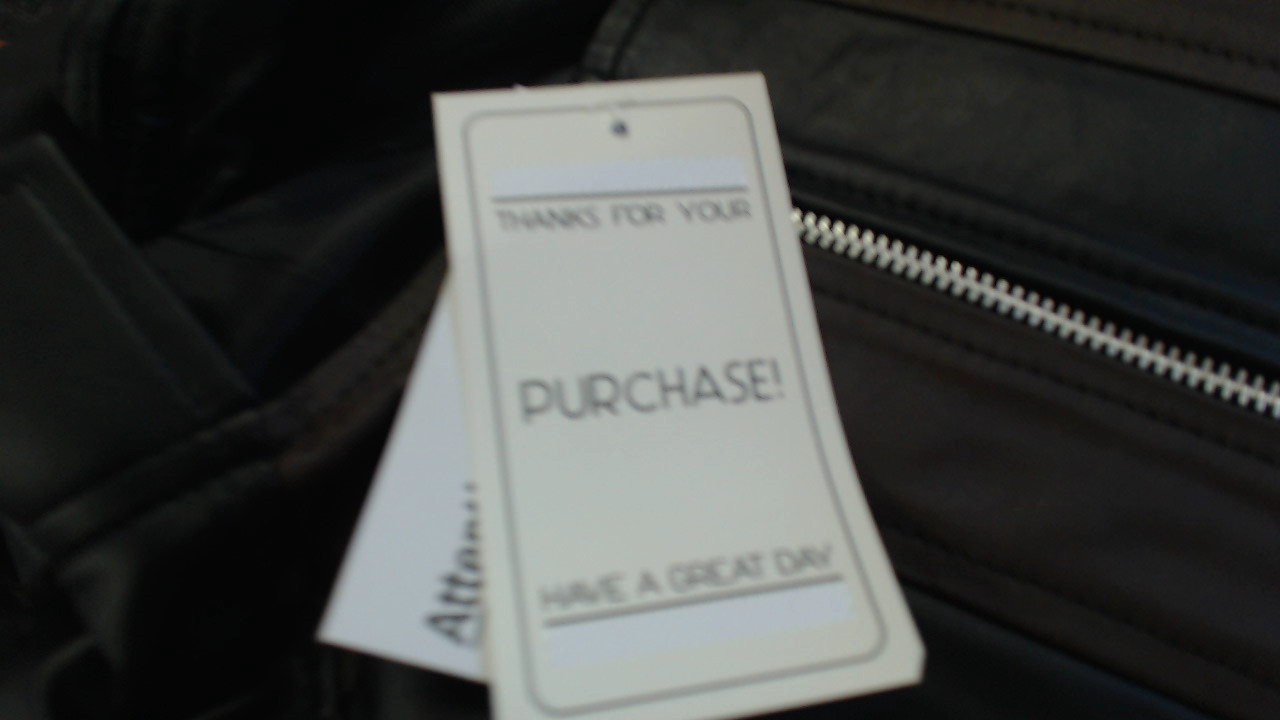 THANKS FOR YOUR
PURCHASE!
HAVE A GREAT DAY